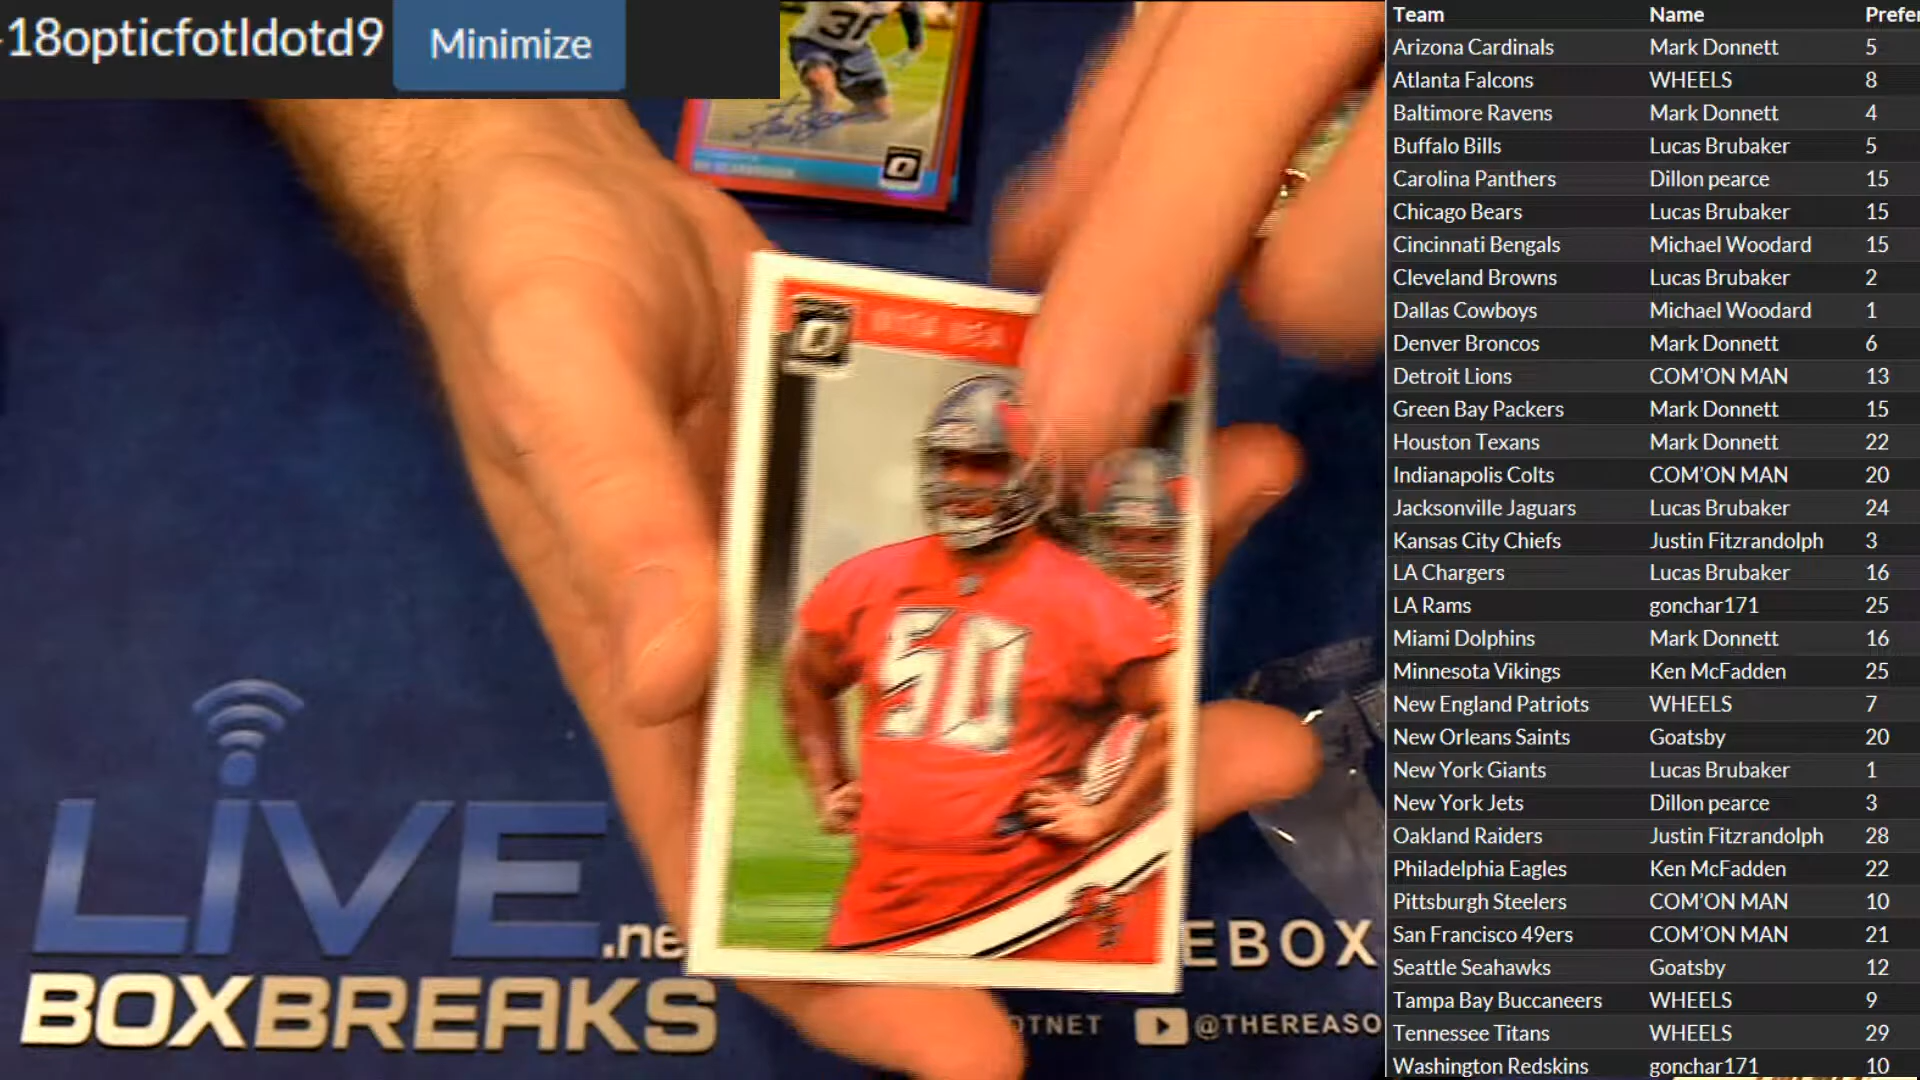 -18opticfotldotd9
Minimize
Team Name Prefer
Arizona Cardinals Mark Donnett 5
Atlanta Falcons WHEELS 8
Baltimore Ravens Mark Donnett 4
Buffalo Bills Lucas Brubaker 5
Carolina Panthers Dillon pearce 15
Chicago Bears Lucas Brubaker 15
Cincinnati Bengals Michael Woodard 15
Cleveland Browns Lucas Brubaker 2
Dallas Cowboys Michael Woodard 1
Denver Broncos Mark Donnett 6
Detroit Lions COM'ON MAN 13
Green Bay Packers Mark Donnett 15
Houston Texans Mark Donnett 22
Indianapolis Colts COM'ON MAN 20
Jacksonville Jaguars Lucas Brubaker 24
Kansas City Chiefs Justin Fitzrandolph 3
LA Chargers Lucas Brubaker 16
LA Rams gonchar171 25
Miami Dolphins Mark Donnett 16
Minnesota Vikings Ken McFadden 25
New England Patriots WHEELS 7
New Orleans Saints Goatsby 20
New York Giants Lucas Brubaker 1
New York Jets Dillon pearce 3
Oakland Raiders Justin Fitzrandolph 28
Philadelphia Eagles Ken McFadden 22
Pittsburgh Steelers COM'ON MAN 10
San Francisco 49ers COM'ON MAN 21
Seattle Seahawks Goatsby 12
Tampa Bay Buccaneers WHEELS 9
Tennessee Titans WHEELS 29
Washington Redskins gonchar171 10
50
LIVE.ne
BOXBREAKS
EBOX
OTNET @THEREASO